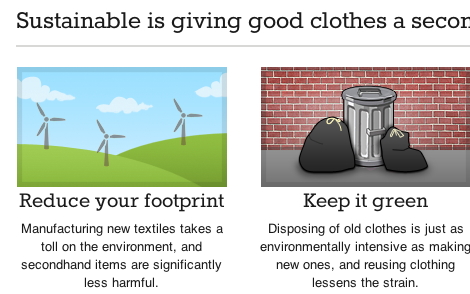 Sustainable is giving good clothes a secon
Reduce your footprint
Manufacturing new textiles takes a
toll on the environment, and
secondhand items are significantly
less harmful.
Keep it green
Disposing of old clothes is just as
environmentally intensive as making
new ones, and reusing clothing
lessens the strain.